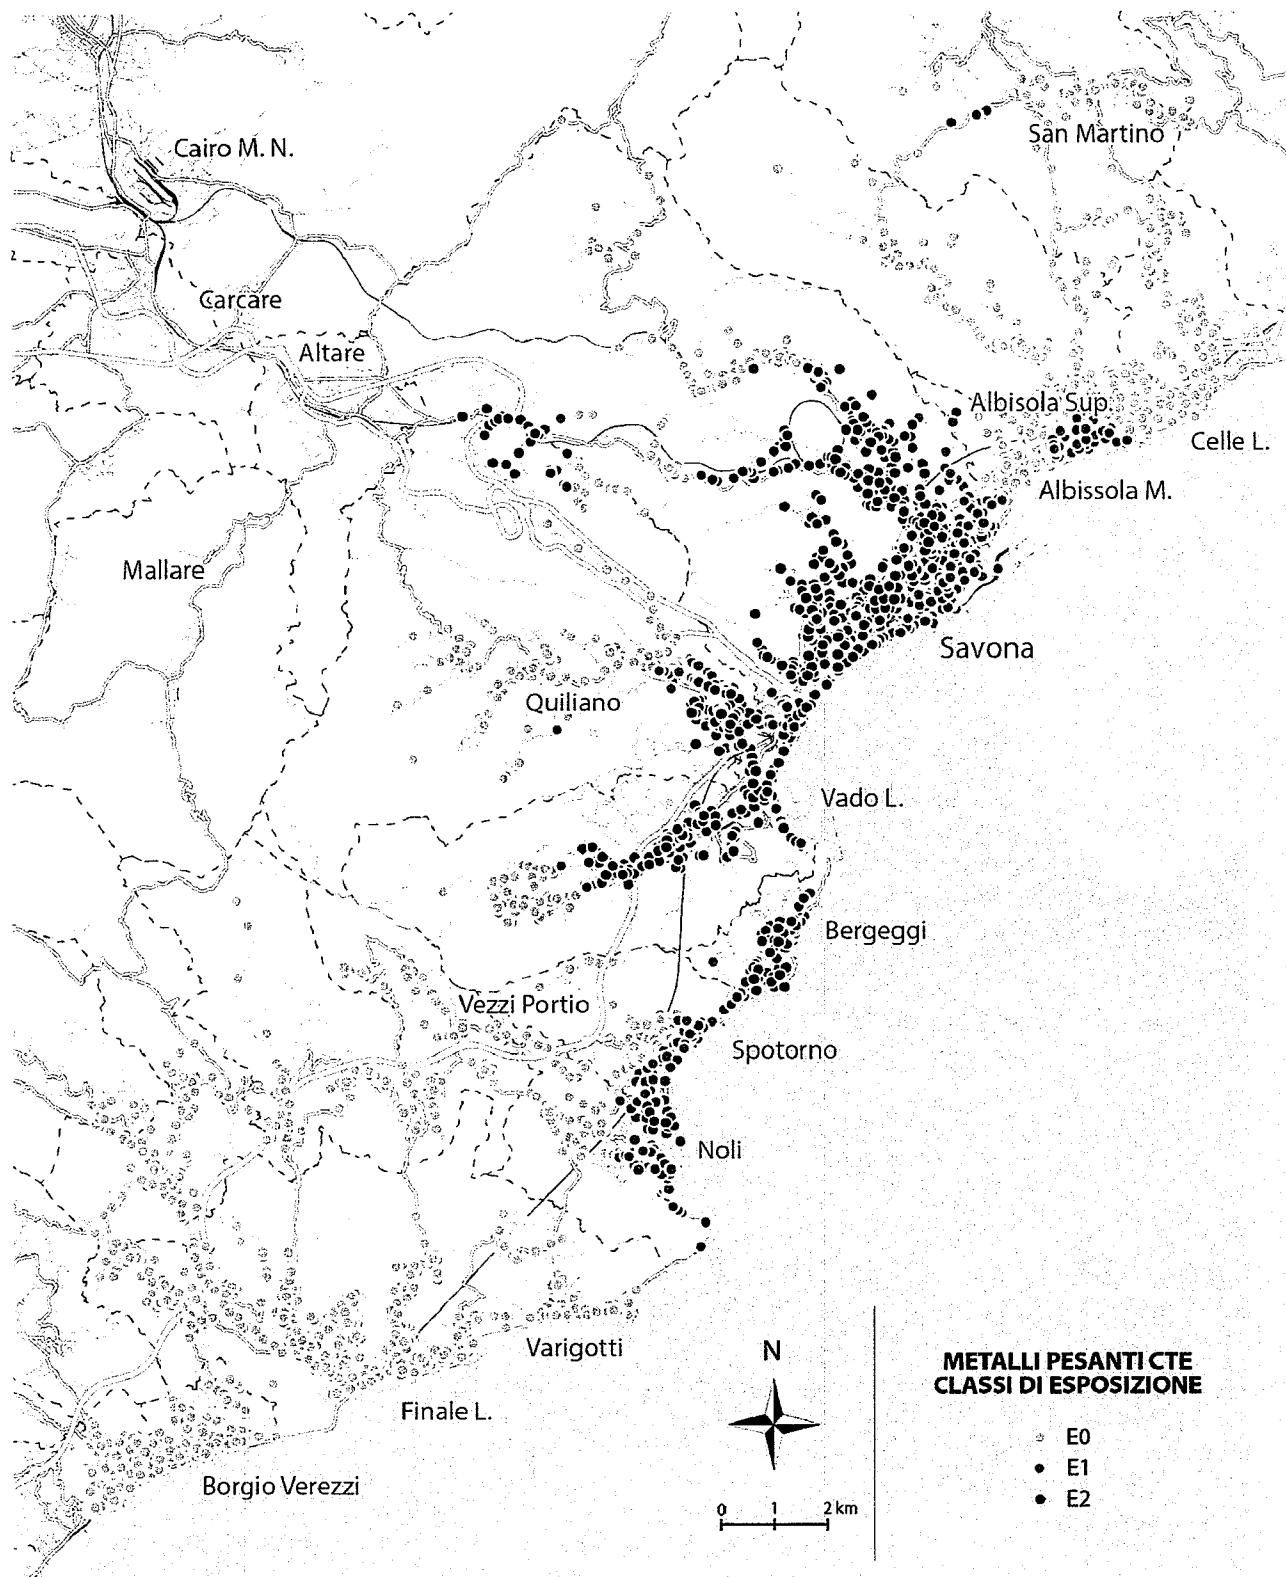 San Martino
Cairo M. N.
Carcare
Altare
Albisola Sup.
Celle L.
Albissola M.
Mallare
Savona
Quiliano
Vado L.
Bergeggi
Vezzi Portio
Spotorno
Noli
Varigotti
Finale L.
Borgio Verezzi
N
0 1 2 km
METALLI PESANTI CTE
CLASSI DI ESPOSIZIONE
E0
E1
E2